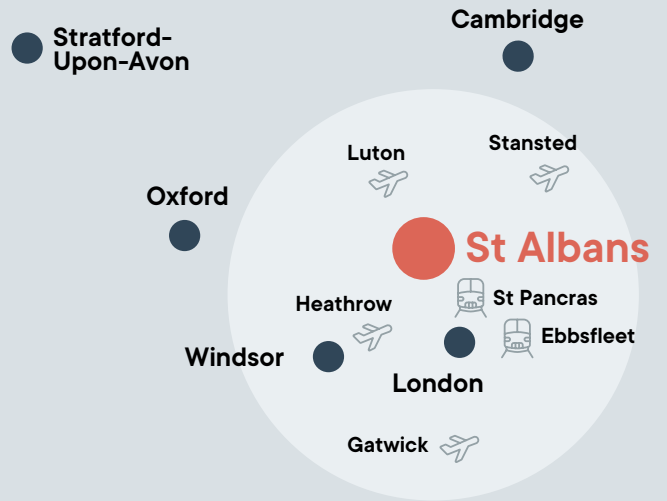 Cambridge
Stratford-
Upon-Avon
Stansted
Luton
Oxford
St Albans
St Pancras
Heathrow
Ebbsfleet
Windsor
London
Gatwick